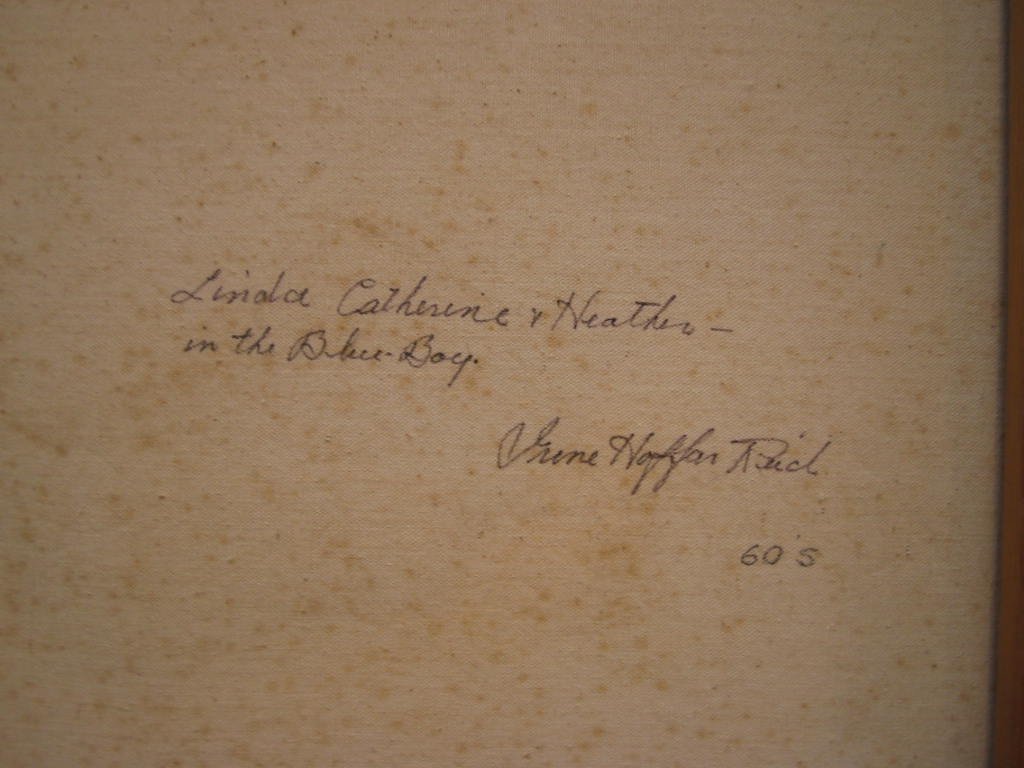 Linda Catherine & Heather –
in the Blue-Boy.
Irene Hoffar Reid
60's